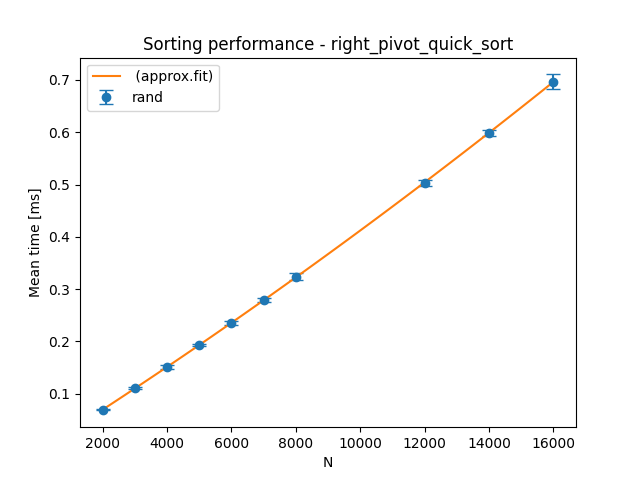 Sorting performance - right_pivot_quick_sort
(approx.fit)
rand
Mean time [ms]
0.7
0.6
0.5
0.4
0.3
0.2
0.1
2000 4000 6000 8000 10000 12000 14000 16000
N